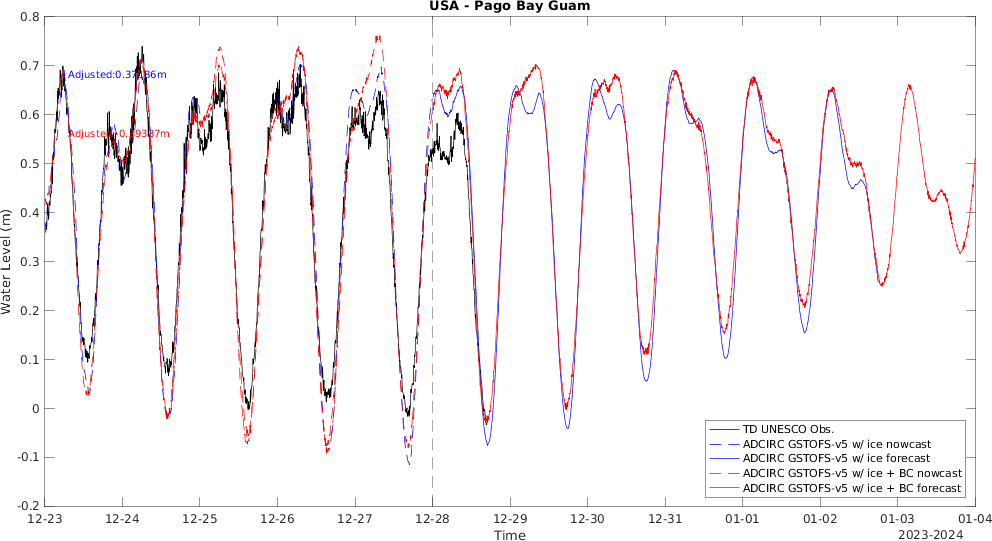 USA - Pago Bay Guam
0.8
0.7
0.6
0.5
0.4
0.3
0.2
0.1
0
-0.1
-0.2
Water Level (m)
12-23 12-24 12-25 12-26 12-27 12-28 12-29 12-30 12-31 01-01 01-02 01-03 01-04
Time
2023-2024
TD UNESCO Obs.
ADCIRC GSTOFS-v5 w/ ice nowcast
ADCIRC GSTOFS-v5 w/ ice forecast
ADCIRC GSTOFS-v5 w/ ice + BC nowcast
ADCIRC GSTOFS-v5 w/ ice + BC forecast